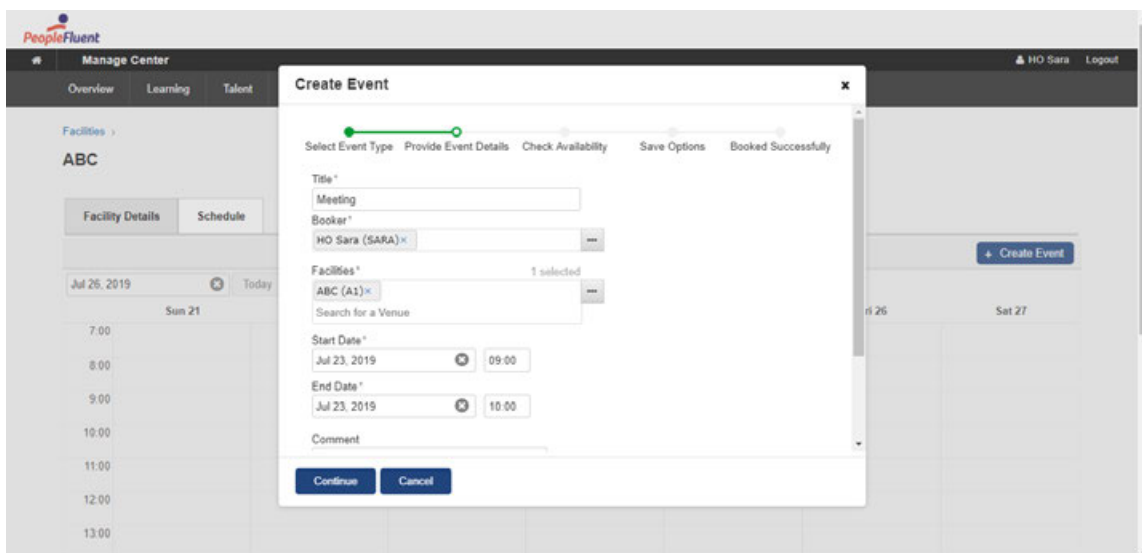 PeopleFluent
Manage Center HO Sara Logout
Overview Learning Talent
Facilities ›
ABC
Facility Details Schedule
+ Create Event
Jul 26, 2019 Today
Sun 21 ri 26 Sat 27
7:00
8:00
9:00
10:00
11:00
12:00
13:00
Create Event x
Select Event Type Provide Event Details Check Availability Save Options Booked Successfully
Title*
Meeting
Booker*
HO Sara (SARA)×
Facilities* 1 selected
ABC (A1)×
Search for a Venue
Start Date*
Jul 23, 2019 09:00
End Date*
Jul 23, 2019 10:00
Comment
Continue Cancel